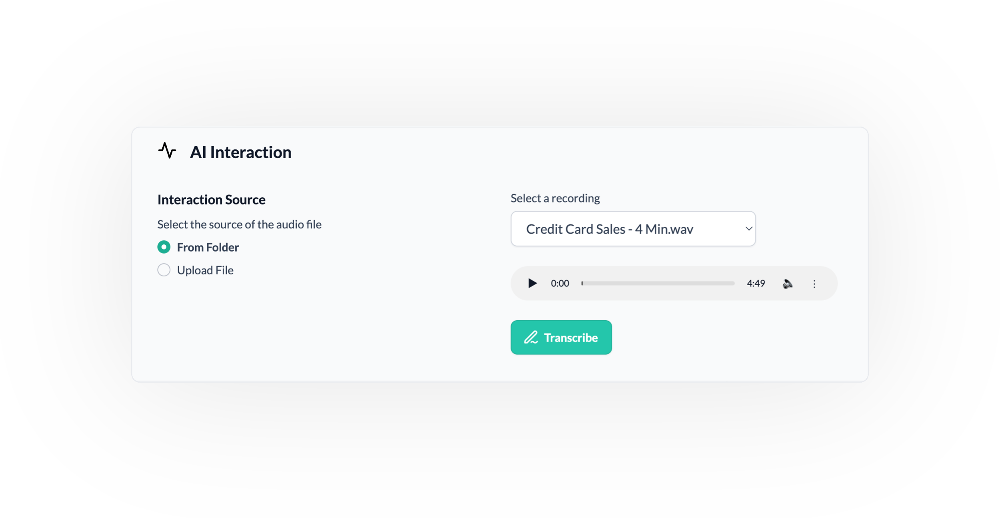 AI Interaction
Interaction Source
Select the source of the audio file
From Folder
Upload File
Select a recording
Credit Card Sales - 4 Min.wav
0:00 4:49
Transcribe